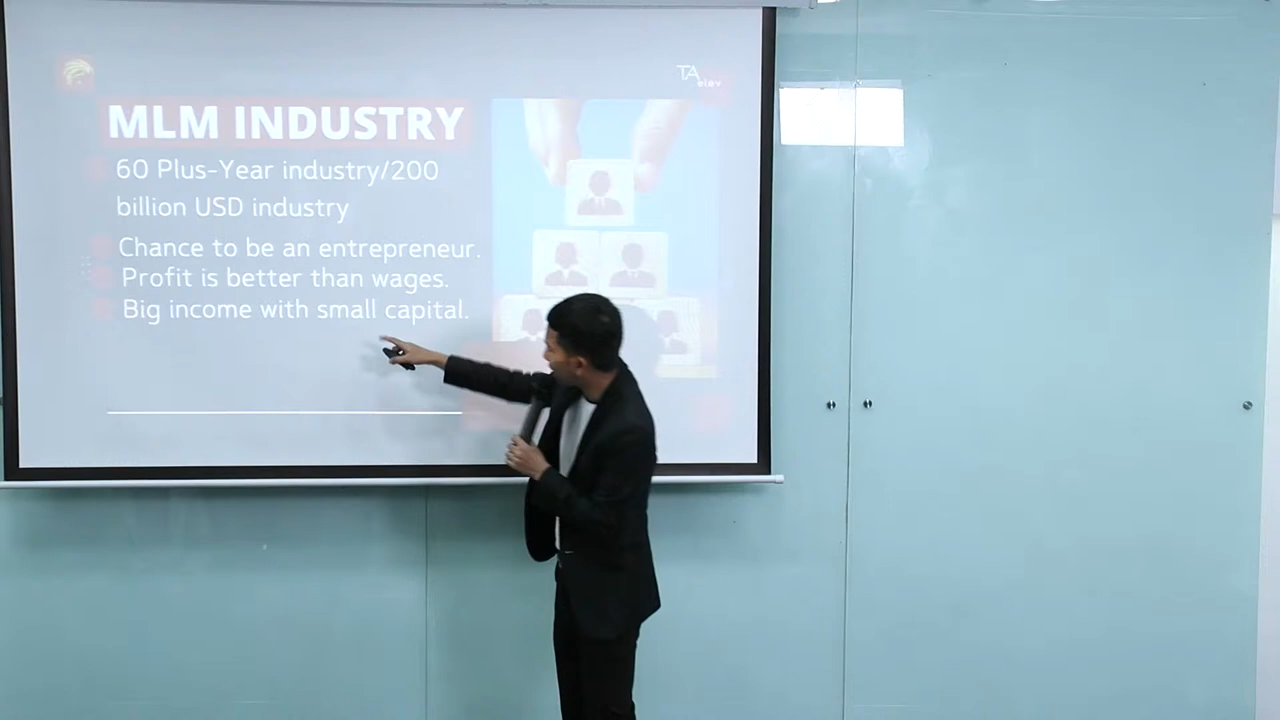 TA
elev
MLM INDUSTRY
60 Plus-Year industry/200
billion USD industry
Chance to be an entrepreneur.
Profit is better than wages.
Big income with small capital.